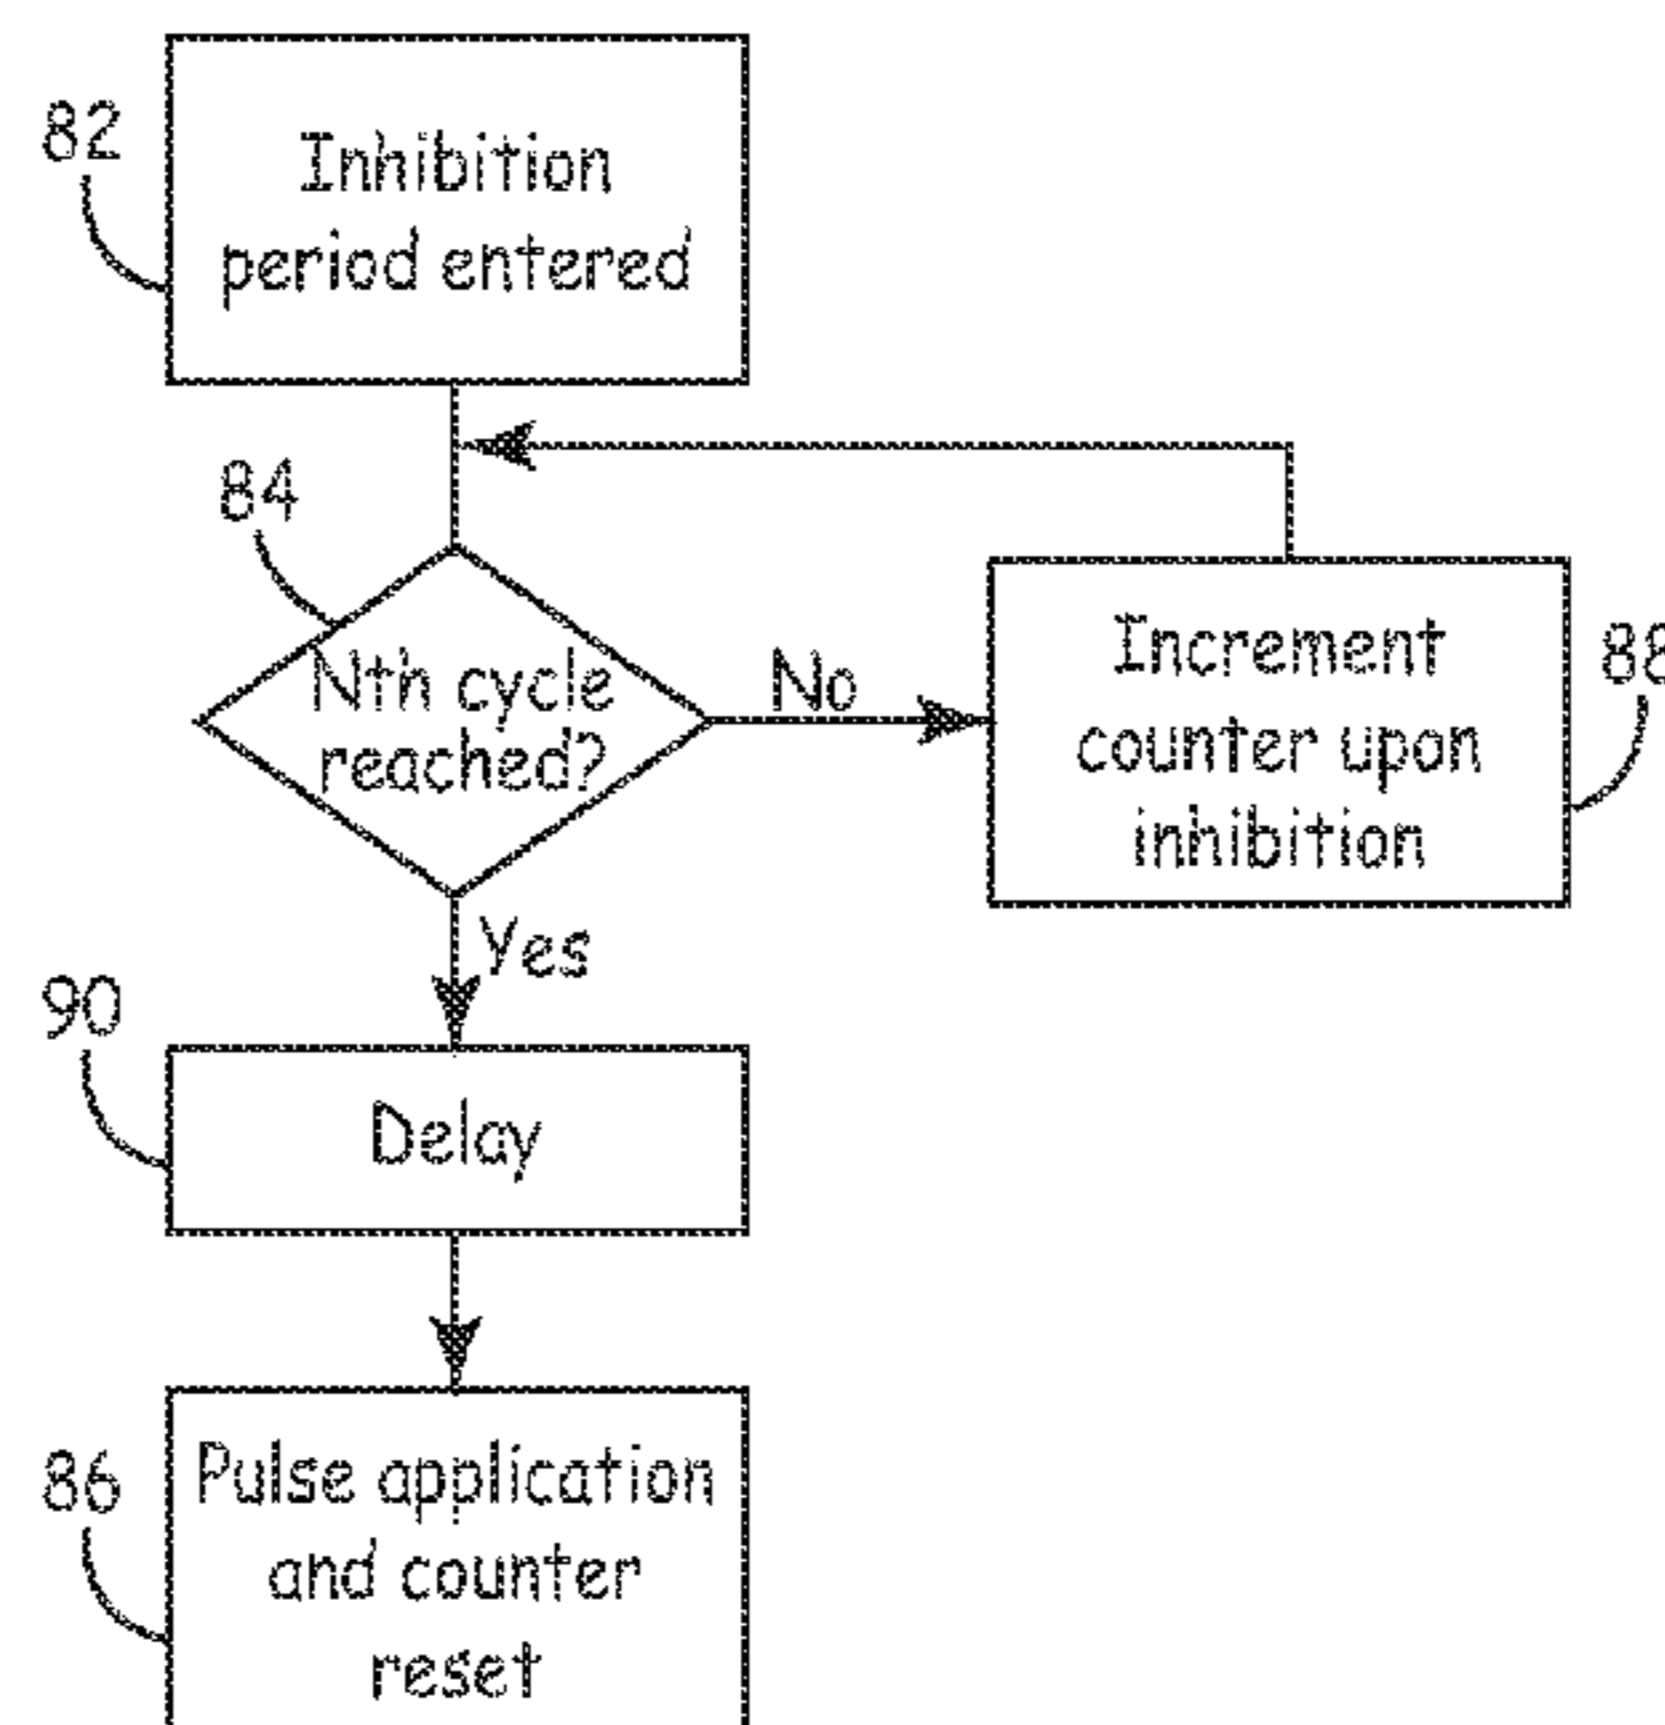 82
Inhibition
period entered
84
Nth cycle
reached?
No
Increment
counter upon
inhibition
88
Yes
90
Delay
86
Pulse application
and counter
reset